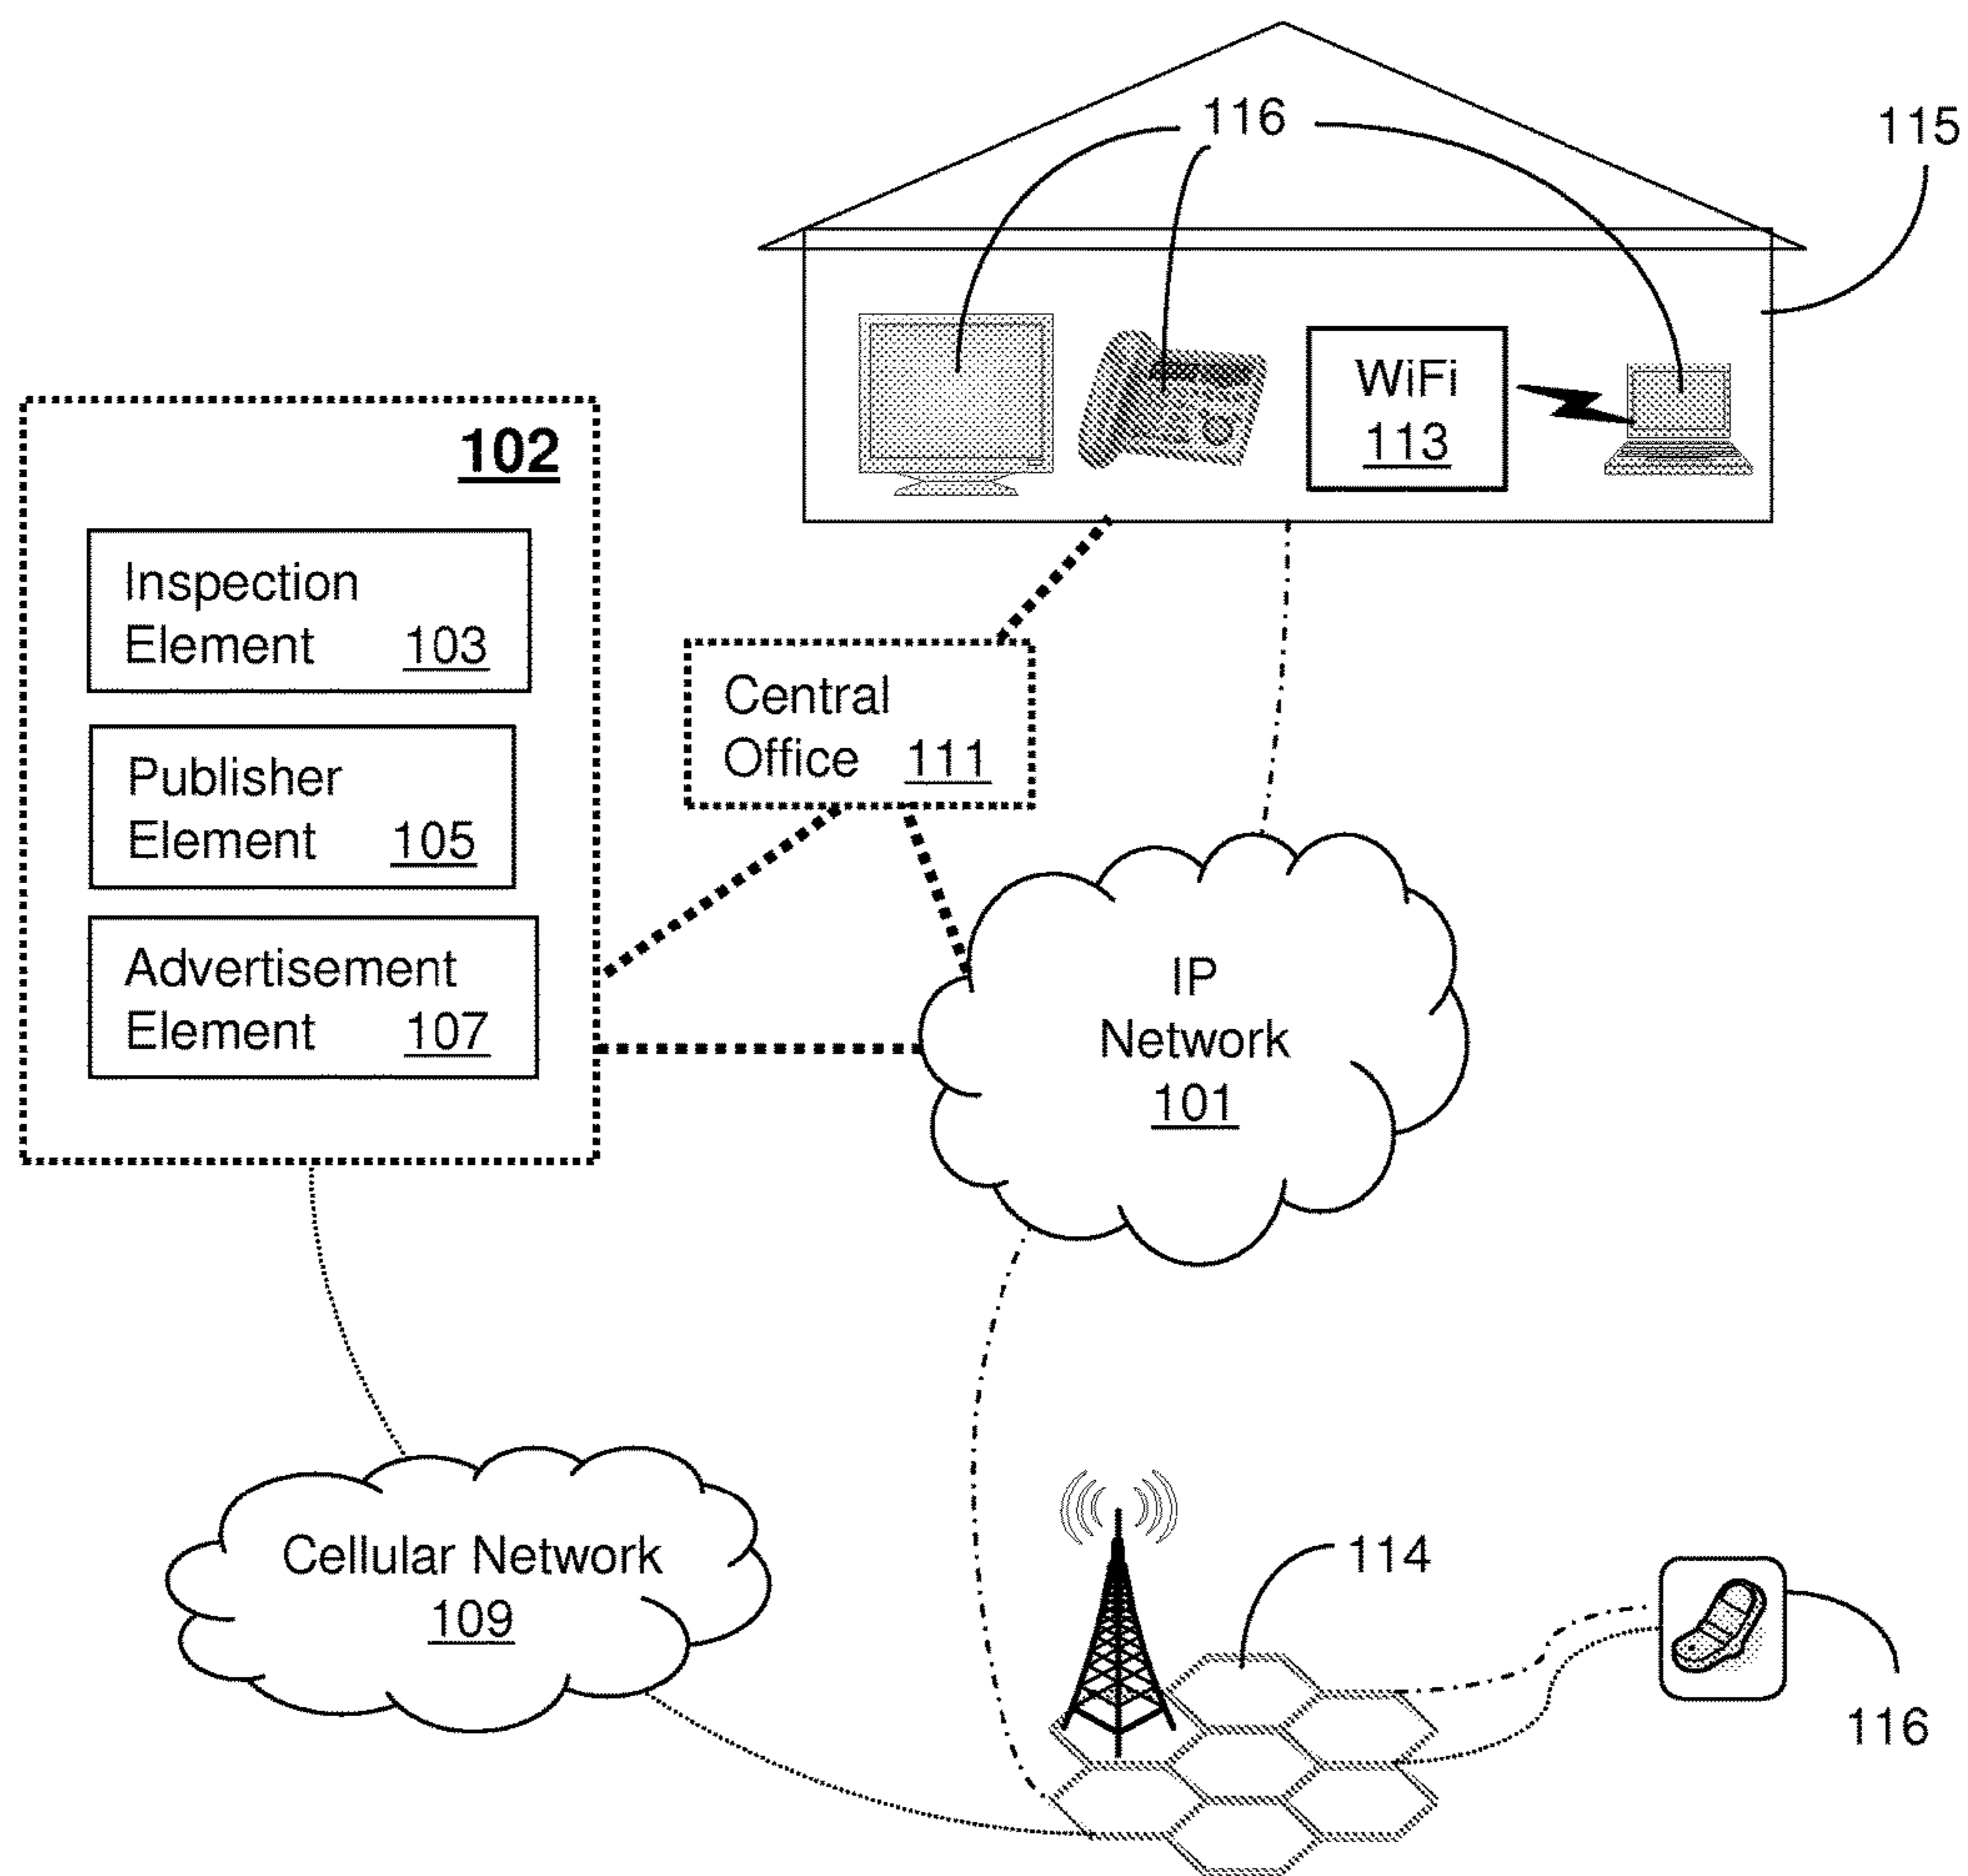 116
115
WiFi
113
102
Inspection
Element 103
Publisher
Element 105
Advertisement
Element 107
Central
Office 111
IP
Network
101
Cellular Network
109
114
116